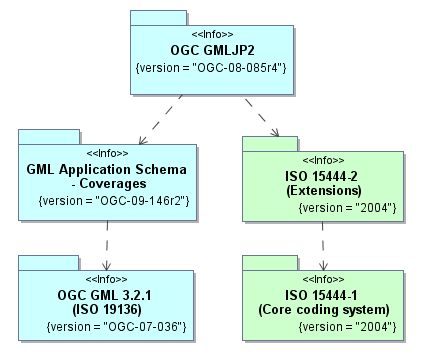 <<Info>>
OGC GMLJP2
{version = "OGC-08-085r4"}
<<Info>>
GML Application Schema
- Coverages
{version = "OGC-09-146r2"}
<<Info>>
ISO 15444-2
(Extensions)
{version = "2004"}
<<Info>>
OGC GML 3.2.1
(ISO 19136)
{version = "OGC-07-036"}
<<Info>>
ISO 15444-1
(Core coding system)
{version = "2004"}